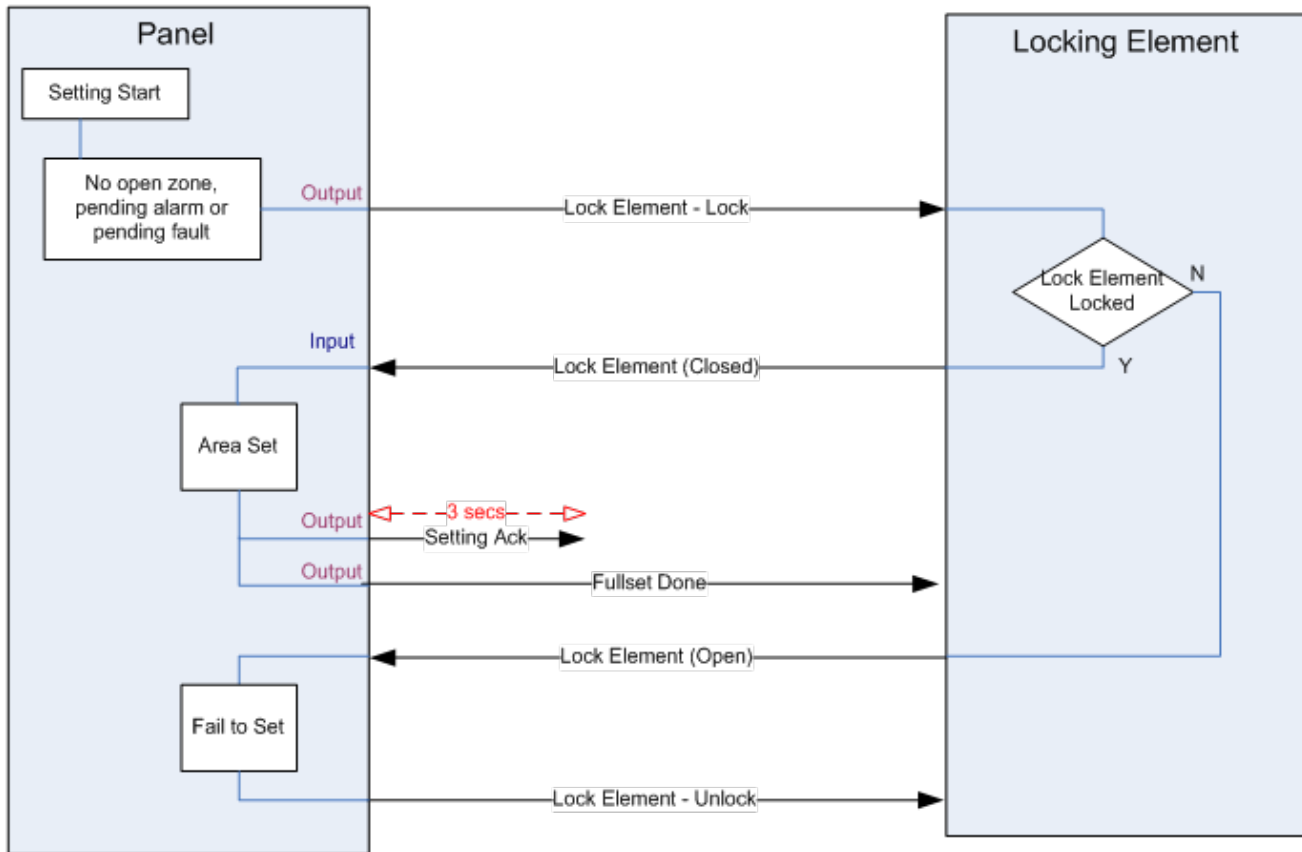 Panel
Locking Element
Setting Start
No open zone,
pending alarm or
pending fault
Output
Lock Element - Lock
Lock Element
Locked
N
Y
Input
Lock Element (Closed)
Area Set
3 secs
Output
Setting Ack
Output
Fullset Done
Lock Element (Open)
Fail to Set
Lock Element - Unlock